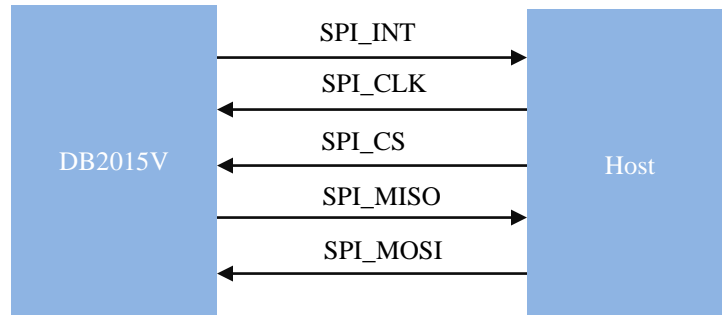 SPI_INT
SPI_CLK
SPI_CS
DB2015V
Host
SPI_MISO
SPI_MOSI